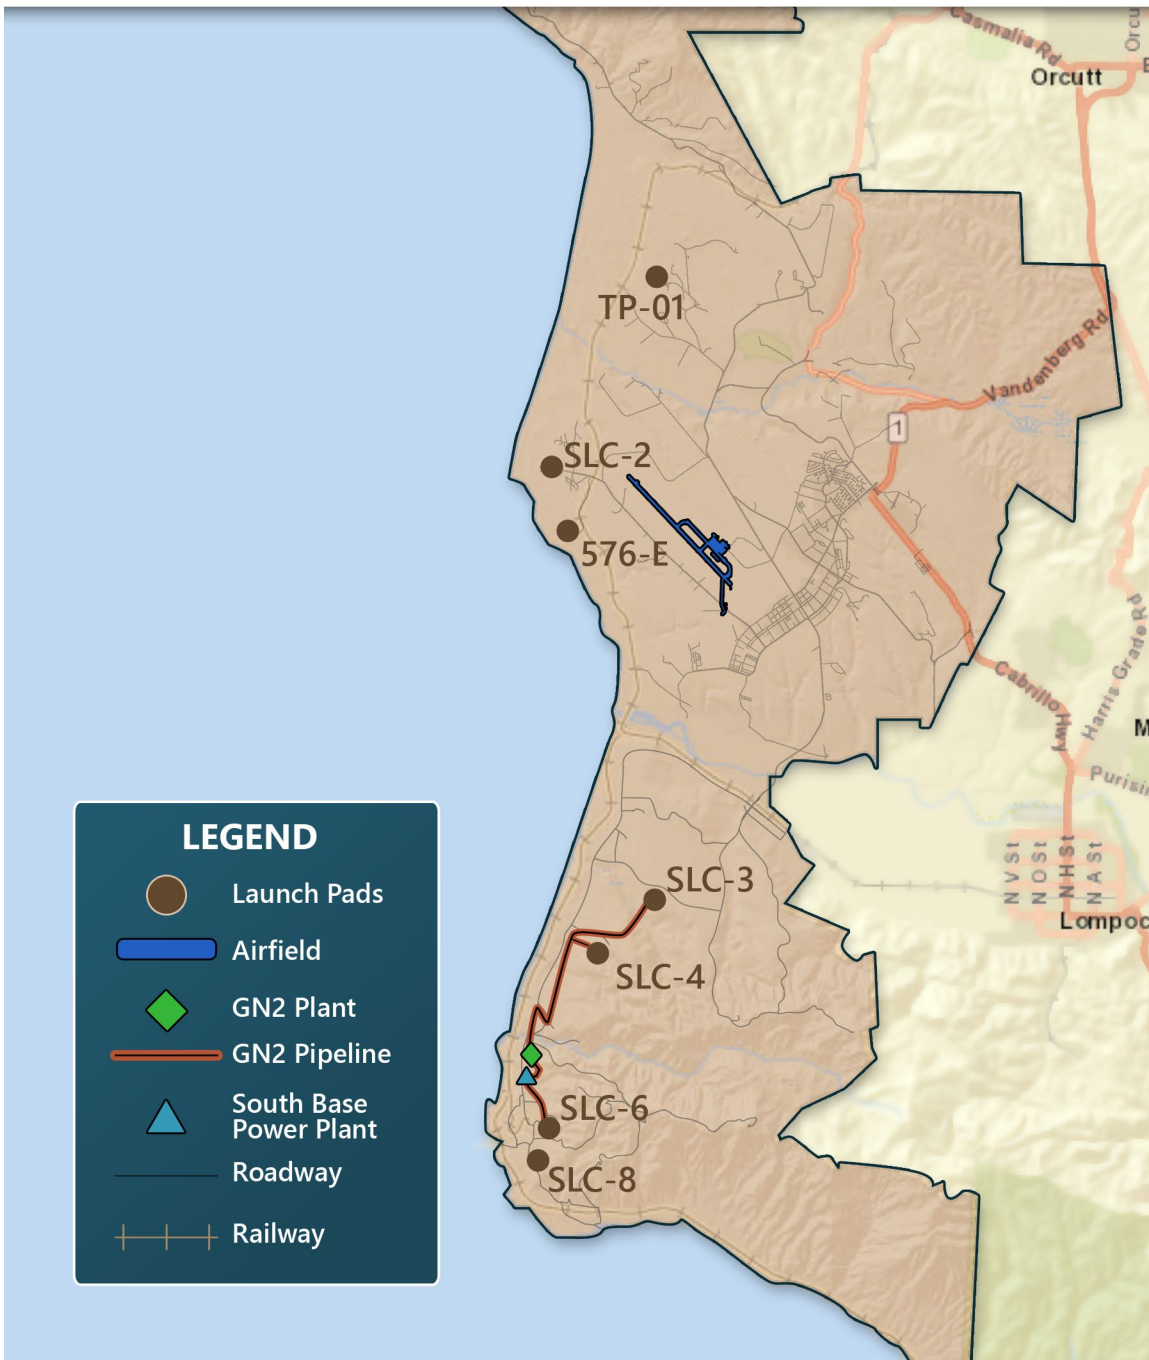 Casmalia Rd
Orcu
Orcutt
E
TP-01
Vandenberg Rd
1
SLC-2
576-E
Cabrillo Hwy
Harris Grade Rd
M
Purisi
LEGEND
Launch Pads
Airfield
GN2 Plant
GN2 Pipeline
South Base
Power Plant
Roadway
Railway
N V St
N O St
N H St
N A St
Lompoc
SLC-3
SLC-4
SLC-6
SLC-8